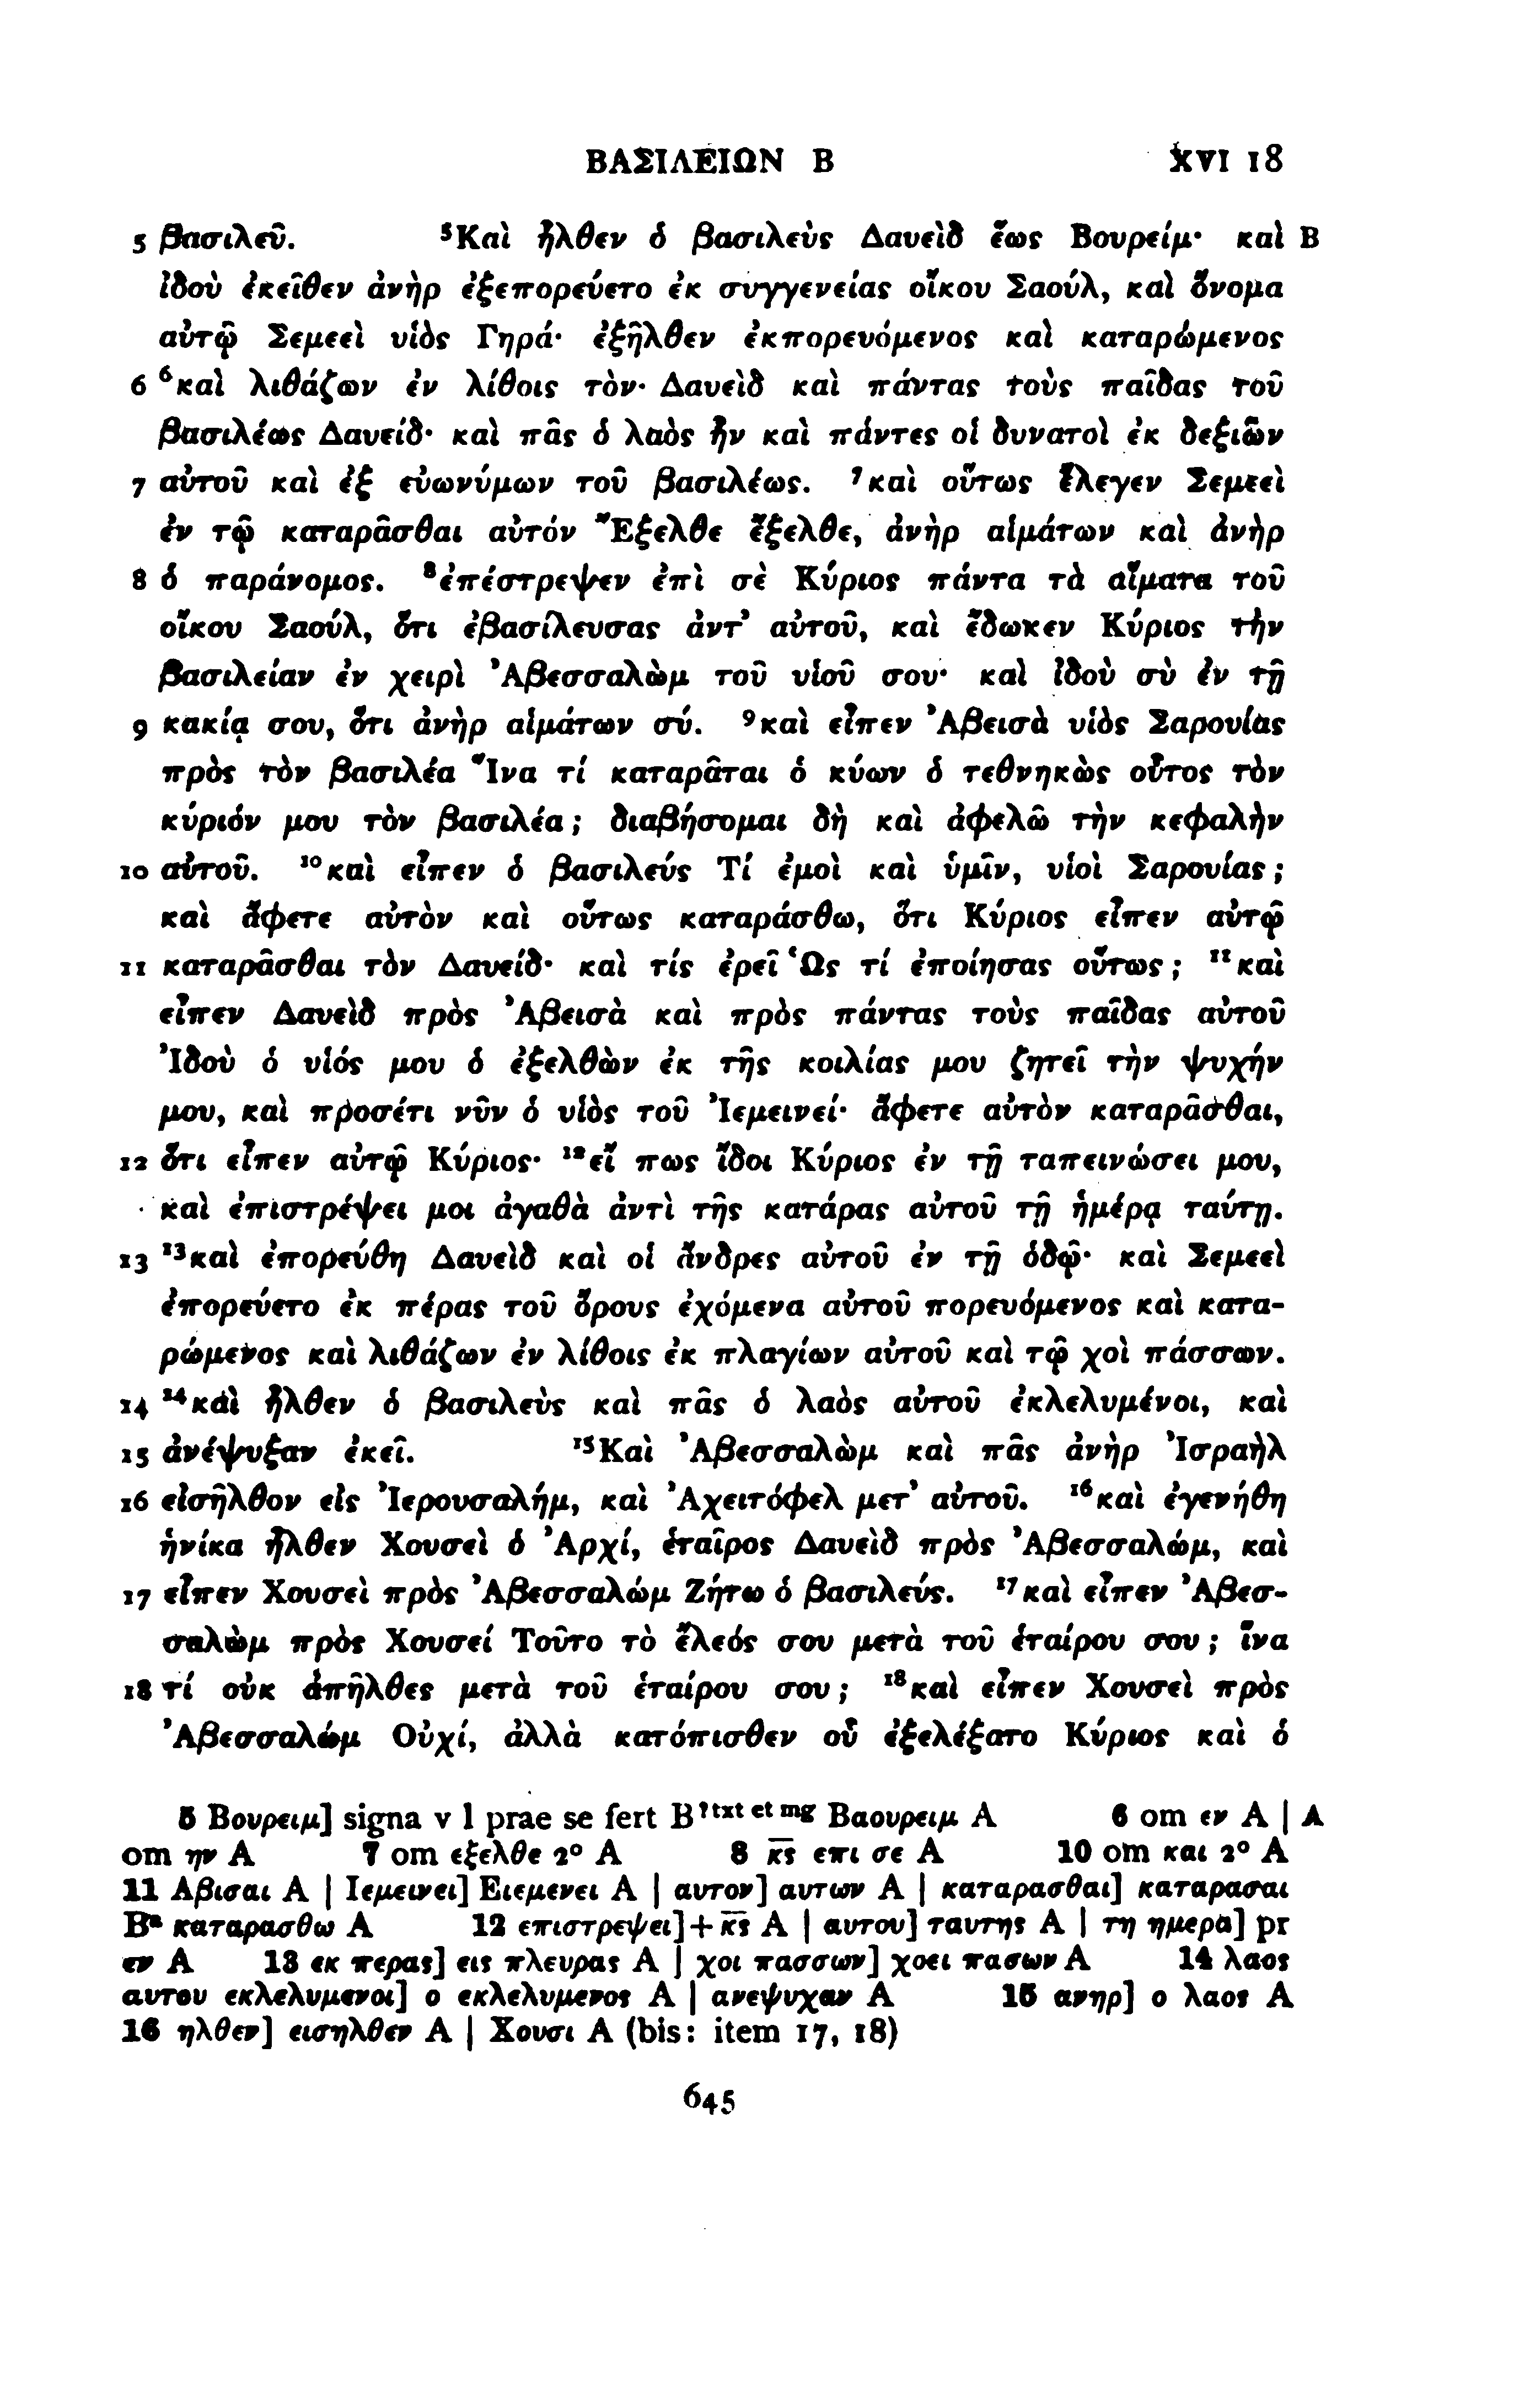 ΒΑΣΙΛΕΙΩΝ Β XVI 18
5 βασιλεῦ. ⁵Καὶ ἦλθεν ὁ βασιλεὺς Δαυεὶδ ἕως Βουρείμ· καὶ B
ἰδοὺ ἐκεῖθεν ἀνὴρ ἐξεπορεύετο ἐκ συγγενείας οἴκου Σαούλ, καὶ ὄνομα
αὐτῷ Σεμεεὶ υἱὸς Γηρά· ἐξῆλθεν ἐκπορευόμενος καὶ καταρώμενος
6 ⁶καὶ λιθάζων ἐν λίθοις τὸν Δαυεὶδ καὶ πάντας τοὺς παῖδας τοῦ
βασιλέως Δαυείδ· καὶ πᾶς ὁ λαὸς ἦν καὶ πάντες οἱ δυνατοὶ ἐκ δεξιῶν
7 αὐτοῦ καὶ ἐξ εὐωνύμων τοῦ βασιλέως. ⁷καὶ οὕτως ἔλεγεν Σεμεεὶ
ἐν τῷ καταρᾶσθαι αὐτόν Ἔξελθε ἔξελθε, ἀνὴρ αἱμάτων καὶ ἀνὴρ
8 ὁ παράνομος. ⁸ἐπέστρεψεν ἐπὶ σὲ Κύριος πάντα τὰ αἵματα τοῦ
οἴκου Σαούλ, ὅτι ἐβασίλευσας ἀντ’ αὐτοῦ, καὶ ἔδωκεν Κύριος τὴν
βασιλείαν ἐν χειρὶ Ἀβεσσαλὼμ τοῦ υἱοῦ σου· καὶ ἰδοὺ σὺ ἐν τῇ
9 κακίᾳ σου, ὅτι ἀνὴρ αἱμάτων σύ. ⁹καὶ εἶπεν Ἀβεισὰ υἱὸς Σαρουίας
πρὸς τὸν βασιλέα Ἵνα τί καταρᾶται ὁ κύων ὁ τεθνηκὼς οὗτος τὸν
κύριόν μου τὸν βασιλέα; διαβήσομαι δὴ καὶ ἀφελῶ τὴν κεφαλὴν
10 αὐτοῦ. ¹⁰καὶ εἶπεν ὁ βασιλεύς Τί ἐμοὶ καὶ ὑμῖν, υἱοὶ Σαρουίας;
καὶ ἄφετε αὐτὸν καὶ οὕτως καταράσθω, ὅτι Κύριος εἶπεν αὐτῷ
11 καταρᾶσθαι τὸν Δαυείδ· καὶ τίς ἐρεῖ Ὡς τί ἐποίησας οὕτως; ¹¹καὶ
εἶπεν Δαυεὶδ πρὸς Ἀβεισὰ καὶ πρὸς πάντας τοὺς παῖδας αὐτοῦ
Ἰδοὺ ὁ υἱός μου ὁ ἐξελθὼν ἐκ τῆς κοιλίας μου ζητεῖ τὴν ψυχήν
μου, καὶ προσέτι νῦν ὁ υἱὸς τοῦ Ἰεμεινεί· ἄφετε αὐτὸν καταρᾶσθαι,
12 ὅτι εἶπεν αὐτῷ Κύριος· ¹²εἴ πως ἴδοι Κύριος ἐν τῇ ταπεινώσει μου,
καὶ ἐπιστρέψει μοι ἀγαθὰ ἀντὶ τῆς κατάρας αὐτοῦ τῇ ἡμέρᾳ ταύτῃ.
13 ¹³καὶ ἐπορεύθη Δαυεὶδ καὶ οἱ ἄνδρες αὐτοῦ ἐν τῇ ὁδῷ· καὶ Σεμεεὶ
ἐπορεύετο ἐκ πέρας τοῦ ὄρους ἐχόμενα αὐτοῦ πορευόμενος καὶ κατα-
ρώμενος καὶ λιθάζων ἐν λίθοις ἐκ πλαγίων αὐτοῦ καὶ τῷ χοὶ πάσσων.
14 ¹⁴καὶ ἦλθεν ὁ βασιλεὺς καὶ πᾶς ὁ λαὸς αὐτοῦ ἐκλελυμένοι, καὶ
15 ἀνέψυξαν ἐκεῖ. ¹⁵Καὶ Ἀβεσσαλὼμ καὶ πᾶς ἀνὴρ Ἰσραὴλ
16 εἰσῆλθον εἰς Ἰερουσαλήμ, καὶ Ἀχειτόφελ μετ’ αὐτοῦ. ¹⁶καὶ ἐγενήθη
ἡνίκα ἦλθεν Χουσεὶ ὁ Ἀρχί, ἑταῖρος Δαυεὶδ πρὸς Ἀβεσσαλώμ, καὶ
17 εἶπεν Χουσεὶ πρὸς Ἀβεσσαλώμ Ζήτω ὁ βασιλεύς. ¹⁷καὶ εἶπεν Ἀβεσ-
σαλὼμ πρὸς Χουσεί Τοῦτο τὸ ἔλεός σου μετὰ τοῦ ἑταίρου σου; ἵνα
18 τί οὐκ ἀπῆλθες μετὰ τοῦ ἑταίρου σου; ¹⁸καὶ εἶπεν Χουσεὶ πρὸς
Ἀβεσσαλώμ Οὐχί, ἀλλὰ κατόπισθεν οὗ ἐξελέξατο Κύριος καὶ ὁ
5 Βουρειμ] signa v l prae se fert B? txt et mg Βαουρειμ A 6 om εν A | A
om ην A 7 om εξελθε 2° A 8 κ̅ς̅ επι σε A 10 om και 2° A
11 Αβισαι A | Ιεμεινει] Ειεμενει A | αυτον] αυτων A | καταρασθαι] καταρασαι
Bᵃ καταρασθω A 12 επιστρεψει]+κ̅ς̅ A | αυτου] ταυτης A | τη ημερα] pr
εν A 13 εκ περας] εις πλευρας A | χοι πασσων] χοει πασων A 14 λαος
αυτου εκλελυμενοι] ο εκλελυμενος A | ανεψυχαν A 15 ανηρ] ο λαος A
16 ηλθεν] εισηλθεν A | Χουσι A (bis: item 17, 18)
645